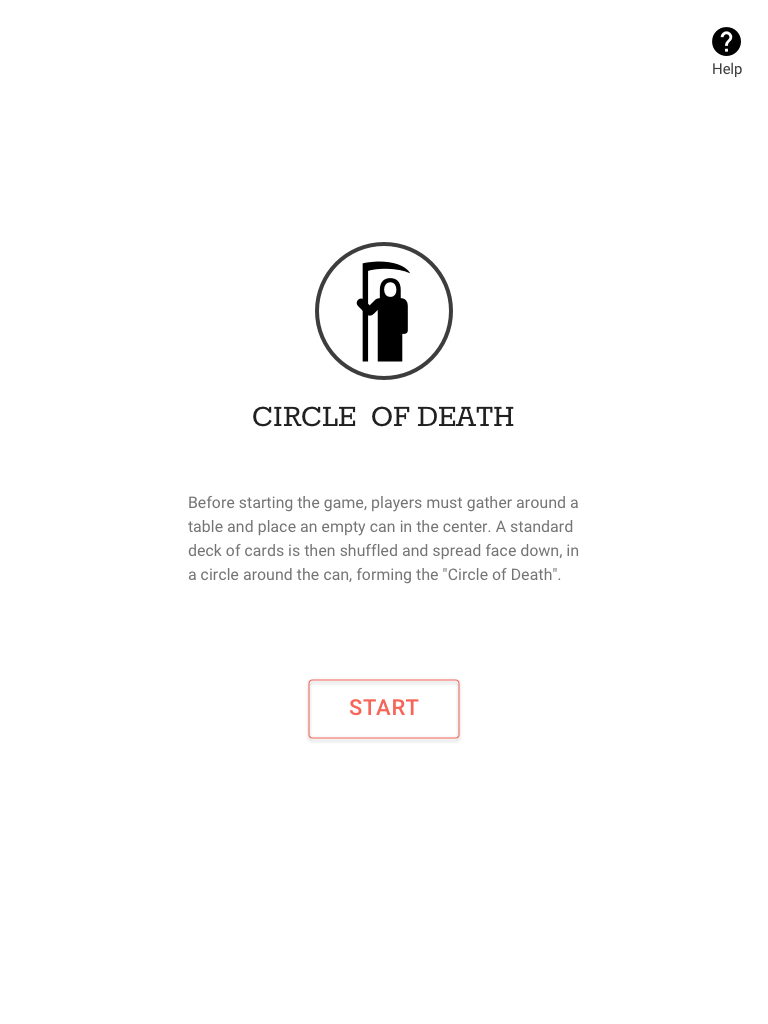 Help
CIRCLE OF DEATH
Before starting the game, players must gather around a
table and place an empty can in the center. A standard
deck of cards is then shuffled and spread face down, in
a circle around the can, forming the "Circle of Death".
START